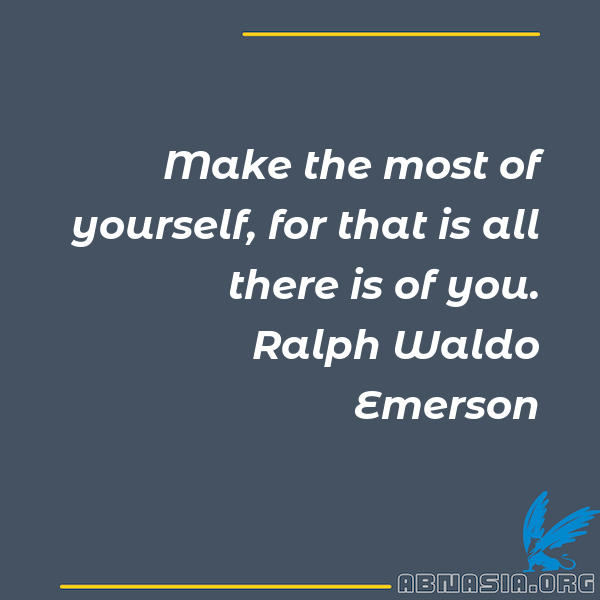 Make the most of
yourself, for that is all
there is of you.
Ralph Waldo
Emerson
ABNASIA.ORG